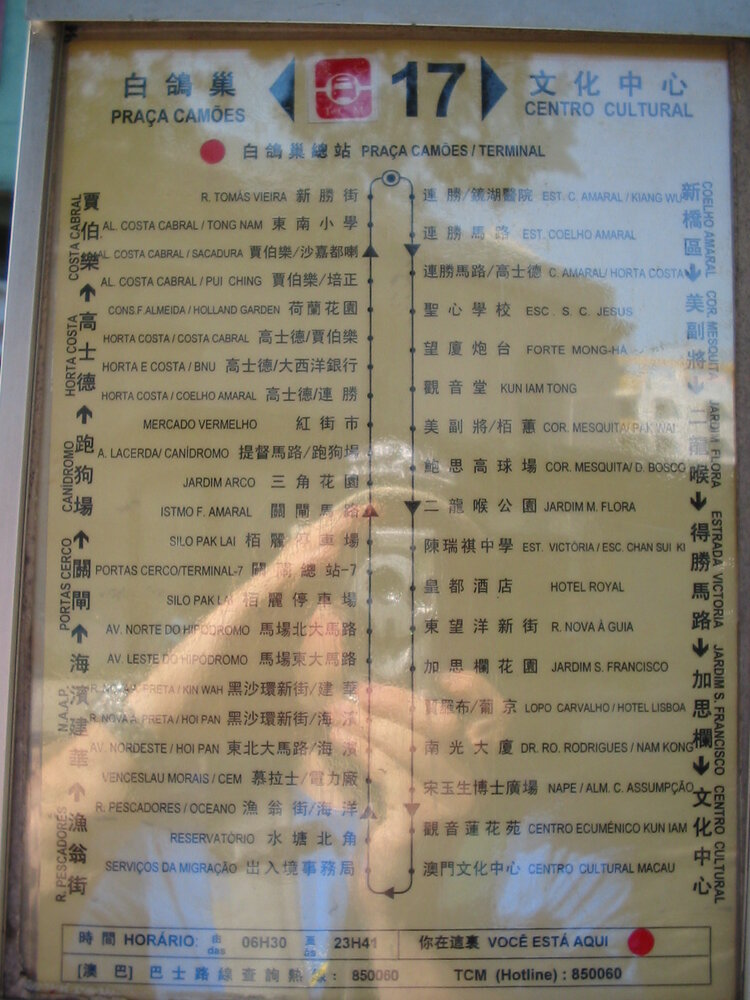 白鴿巢 17 文化中心
PRAÇA CAMÕES CENTRO CULTURAL
白鴿巢總站 PRAÇA CAMÕES / TERMINAL
R. TOMÁS VIEIRA 新勝街
AL. COSTA CABRAL / TONG NAM 東南小學
AL. COSTA CABRAL / SACADURA 賈伯樂/沙嘉都喇
AL. COSTA CABRAL / PUI CHING 賈伯樂/培正
CONS.F.ALMEIDA / HOLLAND GARDEN 荷蘭花園
HORTA COSTA / COSTA CABRAL 高士德/賈伯樂
HORTA E COSTA / BNU 高士德/大西洋銀行
HORTA COSTA / COELHO AMARAL 高士德/連勝
MERCADO VERMELHO 紅街市
A. LACERDA/ CANÍDROMO 提督馬路/跑狗場
JARDIM ARCO 三角花園
ISTMO F. AMARAL 關閘馬路
SILO PAK LAI 栢麗停車場
PORTAS CERCO/TERMINAL-7 關閘總站-7
SILO PAK LAI 栢麗停車場
AV. NORTE DO HIPÓDROMO 馬場北大馬路
AV. LESTE DO HIPÓDROMO 馬場東大馬路
R. NOVA A. PRETA / KIN WAH 黑沙環新街/建華
R. NOVA A. PRETA / HOI PAN 黑沙環新街/海濱
AV. NORDESTE / HOI PAN 東北大馬路/海濱
VENCESLAU MORAIS / CEM 慕拉士/電力廠
R. PESCADORES / OCEANO 漁翁街/海洋
RESERVATÓRIO 水塘北角
SERVIÇOS DA MIGRAÇÃO 出入境事務局
連勝/鏡湖醫院 EST. C. AMARAL / KIANG WU
連勝馬路 EST. COELHO AMARAL
連勝馬路/高士德 C. AMARAL/ HORTA COSTA
聖心學校 ESC . S. C. JESUS
望廈炮台 FORTE MONG-HÁ
觀音堂 KUN IAM TONG
美副將/栢蕙 COR. MESQUITA/ PAK WAI
鮑思高球場 COR. MESQUITA/ D. BOSCO
二龍喉公園 JARDIM M. FLORA
陳瑞祺中學 EST. VICTÓRIA / ESC. CHAN SUI KI
皇都酒店 HOTEL ROYAL
東望洋新街 R. NOVA À GUIA
加思欄花園 JARDIM S. FRANCISCO
賈羅布/葡京 LOPO CARVALHO / HOTEL LISBOA
南光大廈 DR. RO. RODRIGUES / NAM KONG
宋玉生博士廣場 NAPE / ALM. C. ASSUMPÇÃO
觀音蓮花苑 CENTRO ECUMÉNICO KUN IAM
澳門文化中心 CENTRO CULTURAL MACAU
賈伯樂 ↑ 高士德 ↑ 跑狗場 ↑ 關閘 ↑ 海濱建華 ↑ 漁翁街
COSTA CABRAL HORTA COSTA CANÍDROMO PORTAS CERCO N.A.A.P. R. PESCADORES
新橋區 ↓ 美副將 ↓ 二龍喉 ↓ 得勝馬路 ↓ 加思欄 ↓ 文化中心
COELHO AMARAL COR. MESQUITA JARDIM FLORA ESTRADA VICTORIA JARDIM S. FRANCISCO CENTRO CULTURAL
時間 HORÁRIO: 由 das 06H30 至 às 23H41 你在這裏 VOCÊ ESTÁ AQUI
[澳巴] 巴士路線查詢熱線: 850060 TCM (Hotline) : 850060